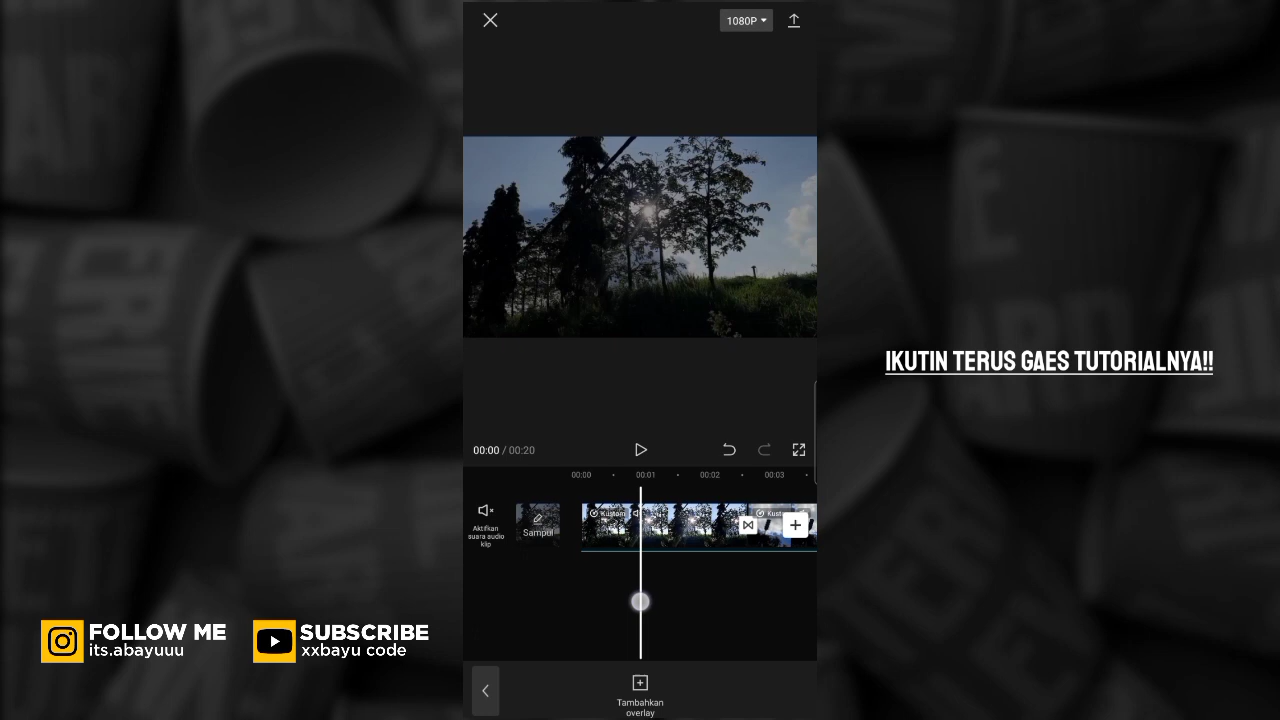 1080P
IKUTIN TERUS GAES TUTORIALNYA!!
00:00 / 00:20
00:00
00:01
00:02
00:03
Aktifkan
suara audio
klip
Sampul
Kustom
FOLLOW ME
its.abayuuu
SUBSCRIBE
xxbayu code
Tambahkan
overlay